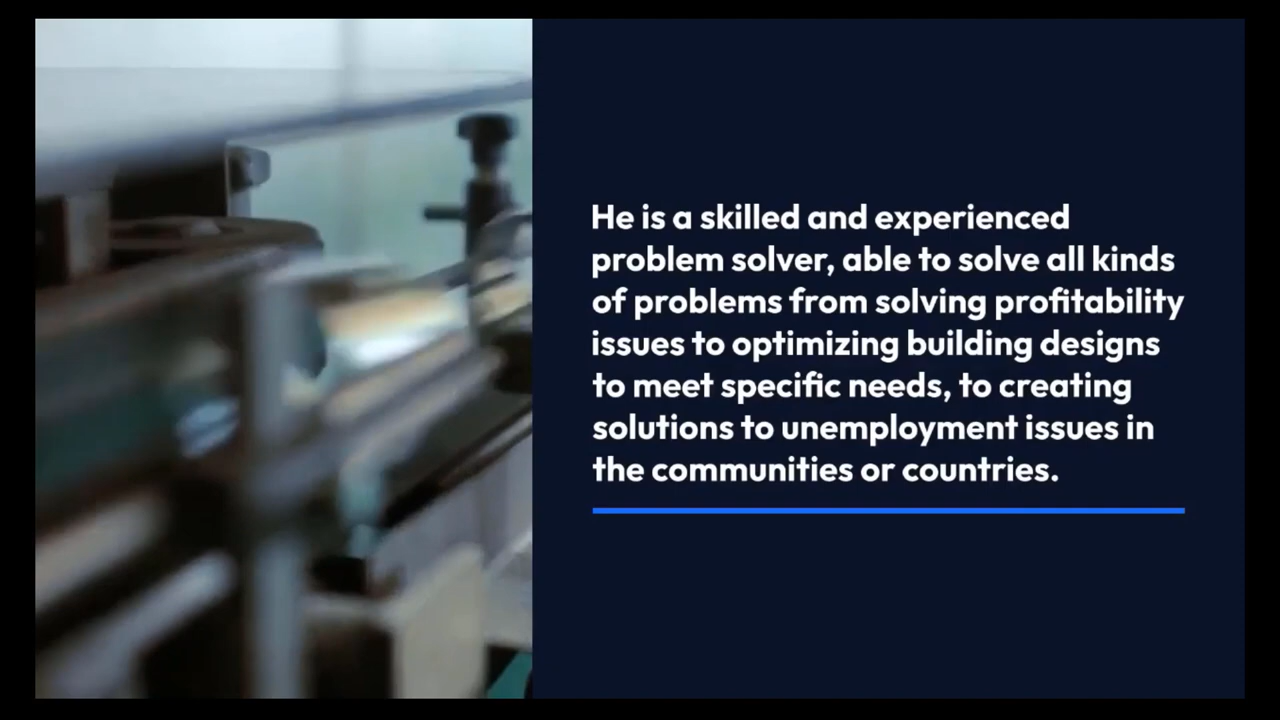 He is a skilled and experienced
problem solver, able to solve all kinds
of problems from solving profitability
issues to optimizing building designs
to meet specific needs, to creating
solutions to unemployment issues in
the communities or countries.